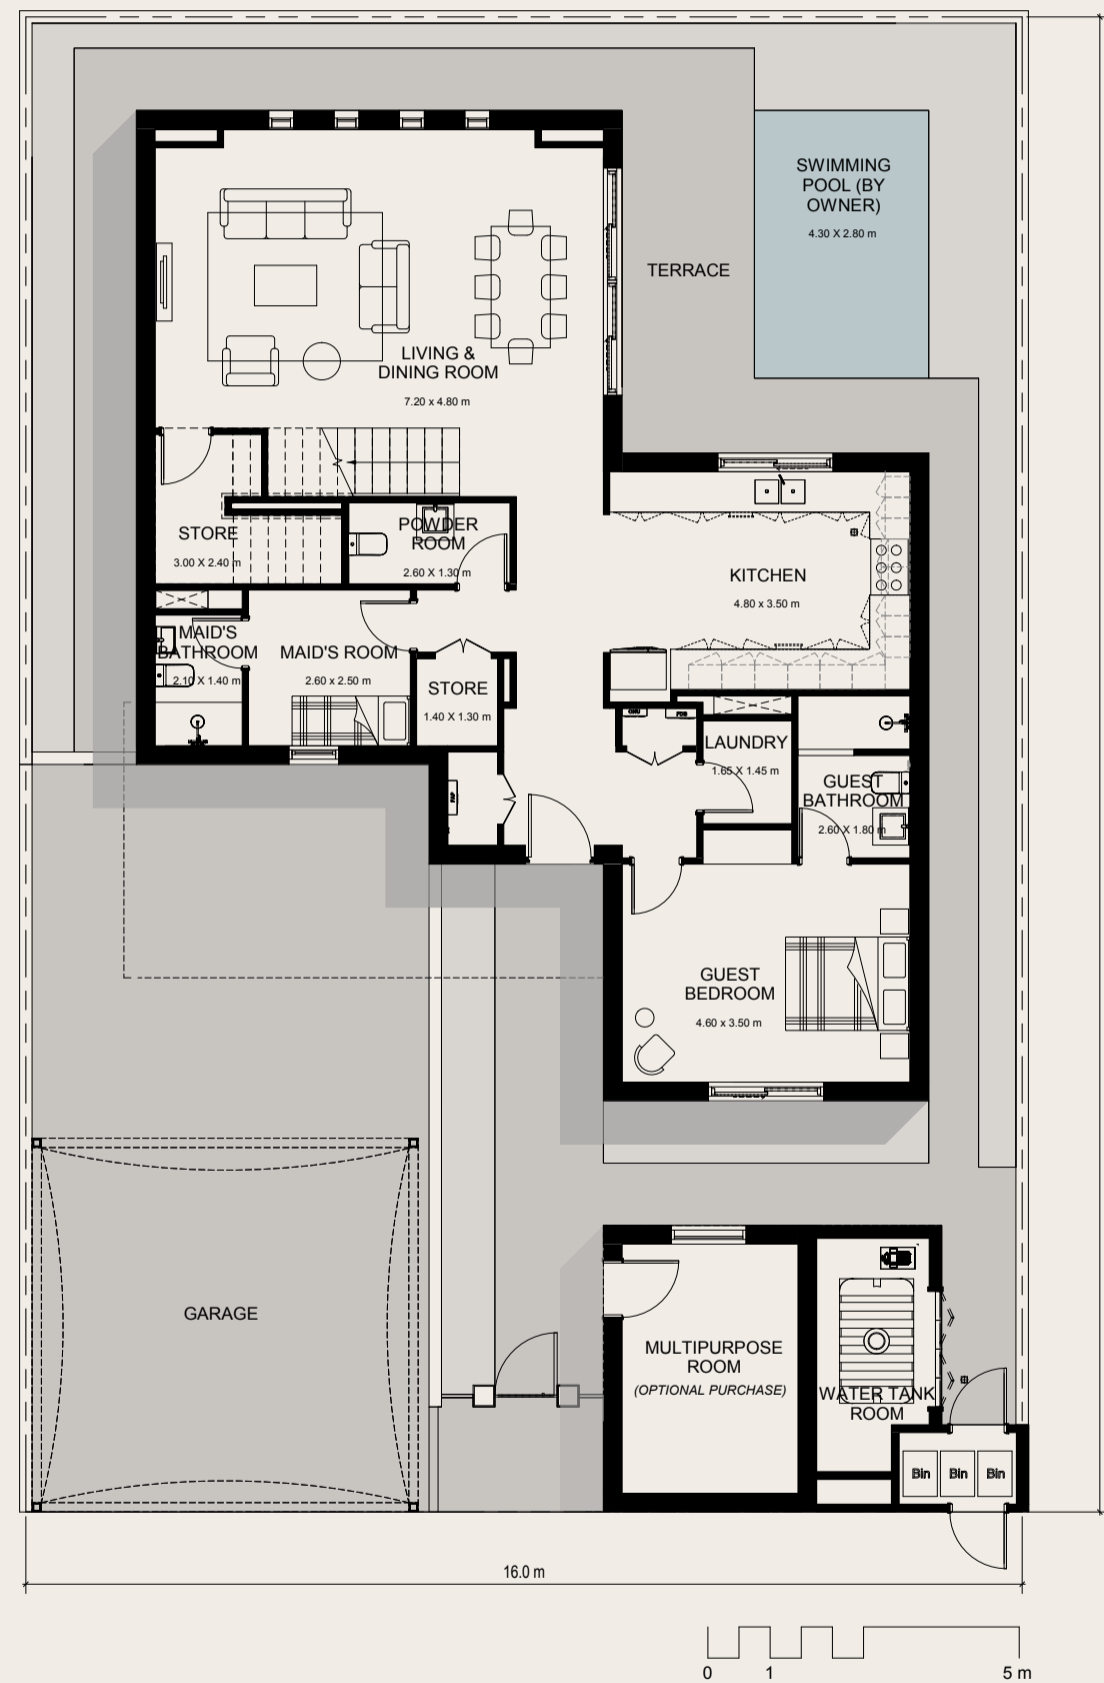 SWIMMING
POOL (BY
OWNER)
4.30 X 2.80 m
TERRACE
LIVING &
DINING ROOM
7.20 x 4.80 m
STORE
3.00 X 2.40 m
POWDER
ROOM
2.60 X 1.30 m
KITCHEN
4.80 x 3.50 m
MAID'S
BATHROOM
2.10 X 1.40 m
MAID'S ROOM
2.60 x 2.50 m
STORE
1.40 X 1.30 m
LAUNDRY
1.65 X 1.45 m
GUEST
BATHROOM
2.60 X 1.80 m
GUEST
BEDROOM
4.60 x 3.50 m
GARAGE
MULTIPURPOSE
ROOM
(OPTIONAL PURCHASE)
WATER TANK
ROOM
Bin Bin Bin
16.0 m
0 1 5 m